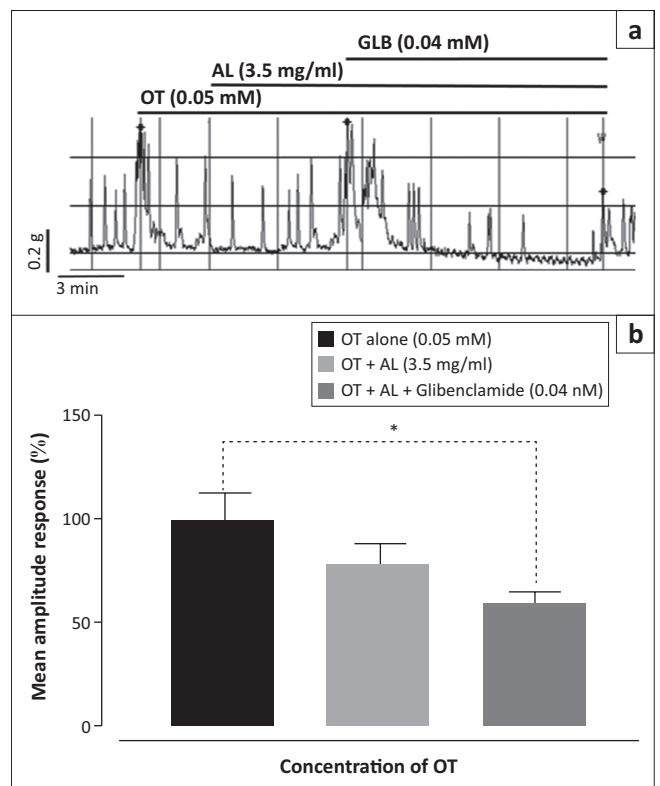 a
GLB (0.04 mM)
AL (3.5 mg/ml)
OT (0.05 mM)
W
0.2 g
3 min
b
OT alone (0.05 mM)
OT + AL (3.5 mg/ml)
OT + AL + Glibenclamide (0.04 nM)
*
150
100
50
0
Mean amplitude response (%)
Concentration of OT